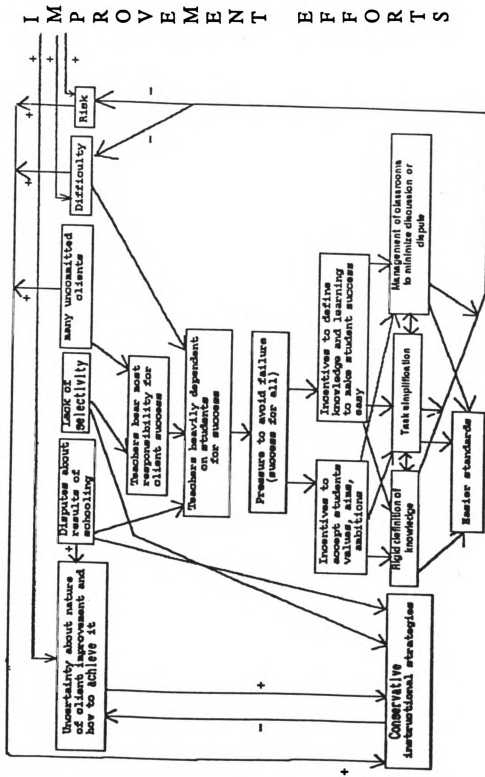 I M P R O V E M E N T E F F O R T S
+
+
+
+
+
+
+
Risk
Difficulty
many uncommitted
clients
Lack of
selectivity
Disputes about
results of
schooling
+
Uncertainty about nature
of client improvement and
how to achieve it
-
-
Teachers bear most
responsibility for
client success
Teachers heavily dependent
on students
for success
Pressure to avoid failure
(success for all)
Incentives to
accept students
values, aims,
ambitions
Incentives to define
knowledge and learning
to make student success
easy
Rigid definition of
knowledge
Task simplification
Management of classrooms
to minimize discussion or
dispute
Easier standards
Conservative
instructional strategies
+
-
+